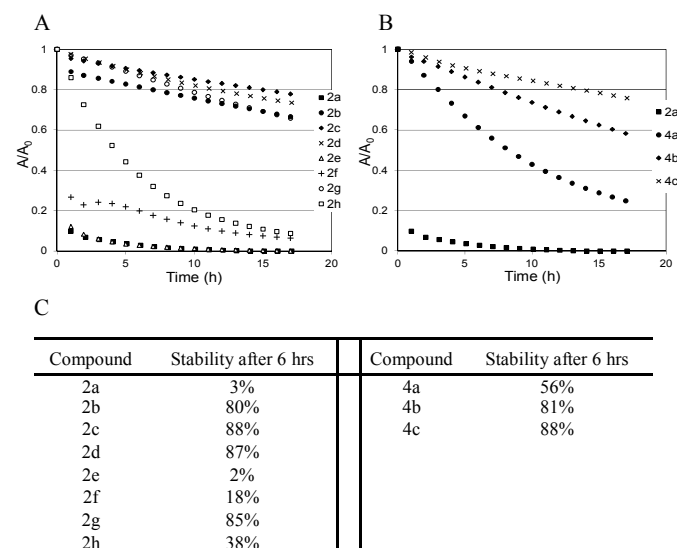 A
B
1
0.8
0.6
0.4
0.2
0
A/A0
0 5 10 15 20
Time (h)
2a
2b
2c
2d
2e
2f
2g
2h
1
0.8
0.6
0.4
0.2
0
A/A0
0 5 10 15 20
Time (h)
2a
4a
4b
4c
C
Compound Stability after 6 hrs Compound Stability after 6 hrs
2a 3% 4a 56%
2b 80% 4b 81%
2c 88% 4c 88%
2d 87%
2e 2%
2f 18%
2g 85%
2h 38%